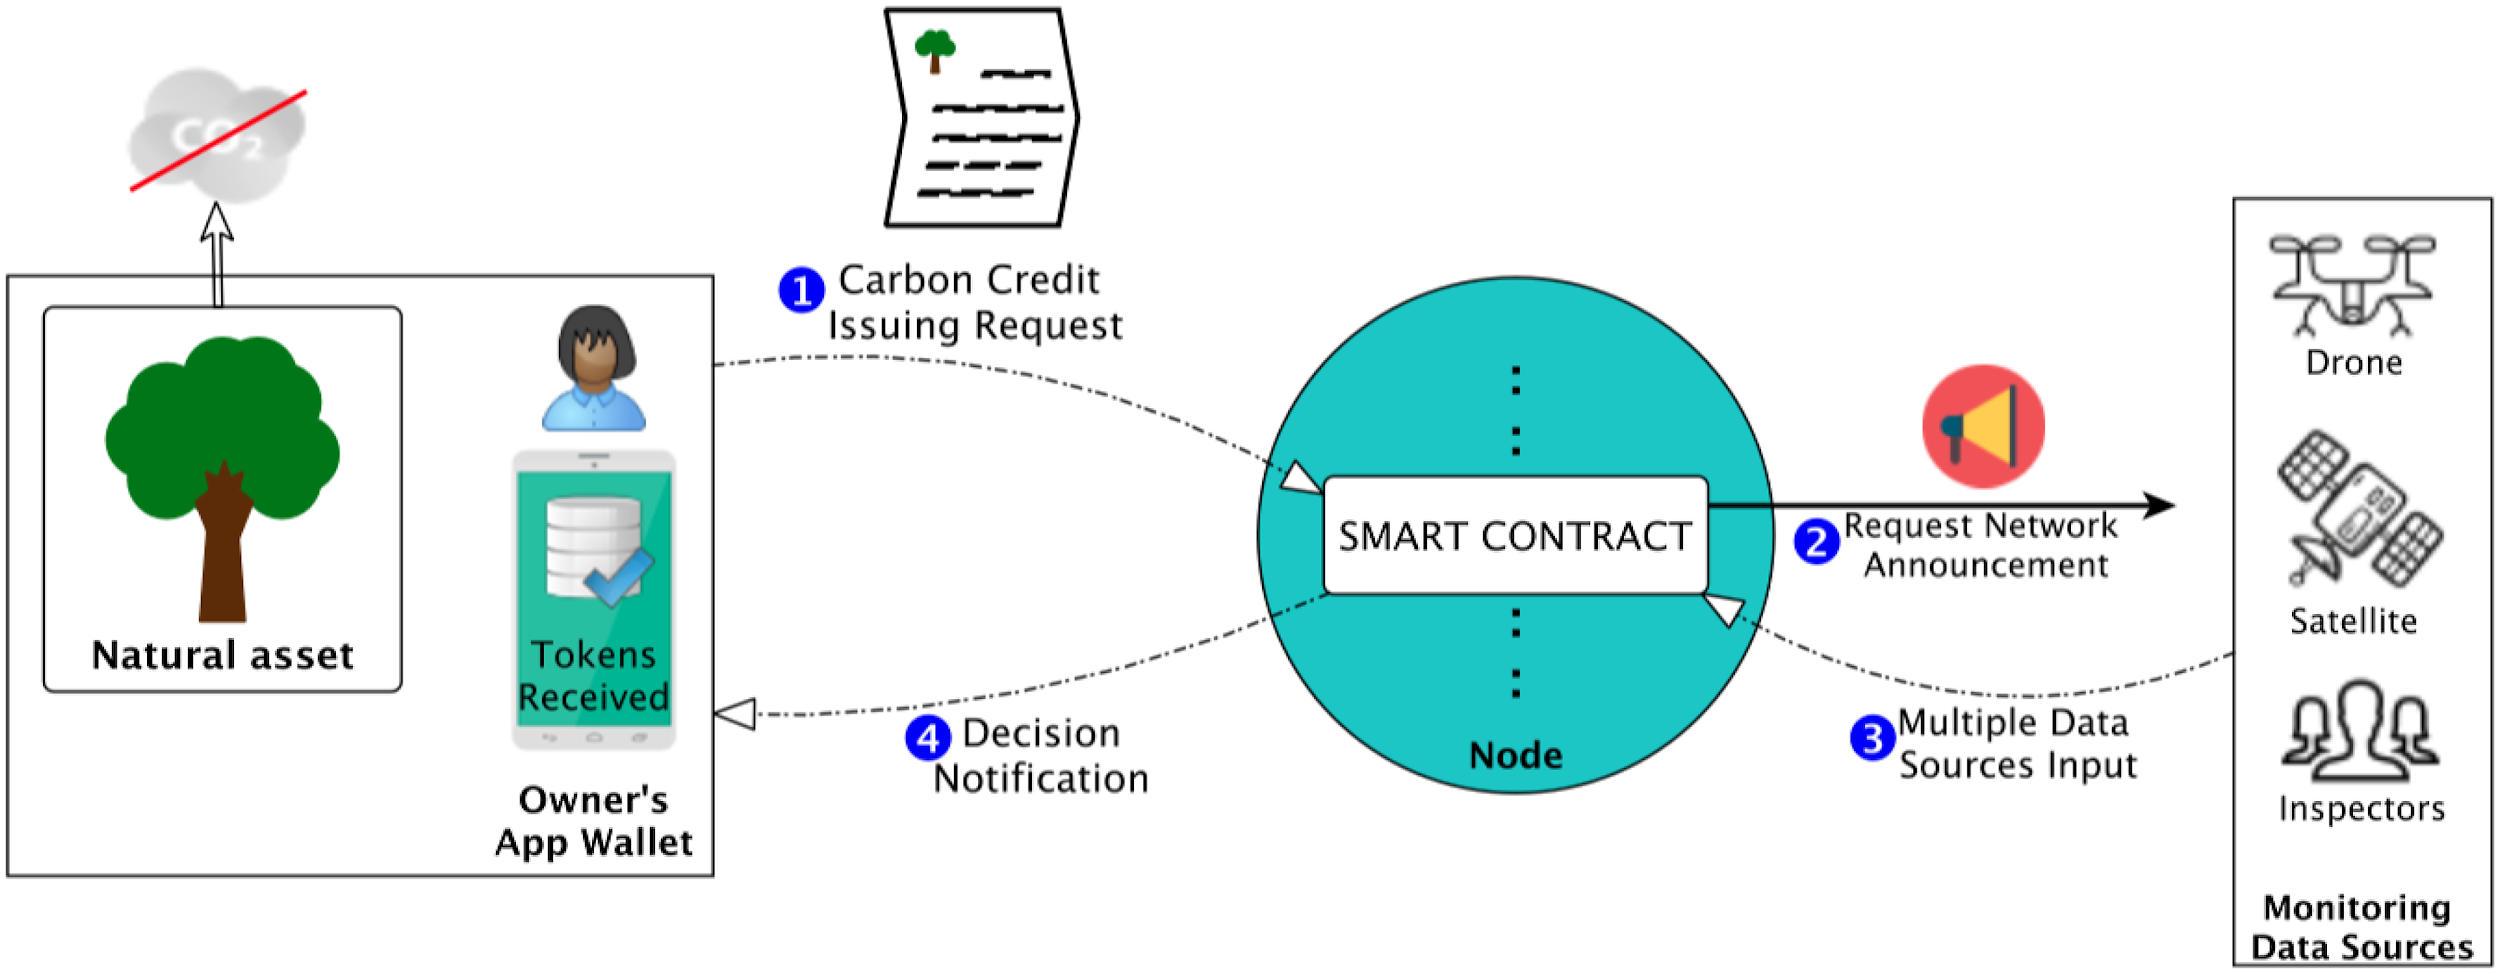 CO2
1 Carbon Credit
Issuing Request
Natural asset
Tokens
Received
Owner's
App Wallet
SMART CONTRACT
Node
2 Request Network
Announcement
3 Multiple Data
Sources Input
4 Decision
Notification
Drone
Satellite
Inspectors
Monitoring
Data Sources